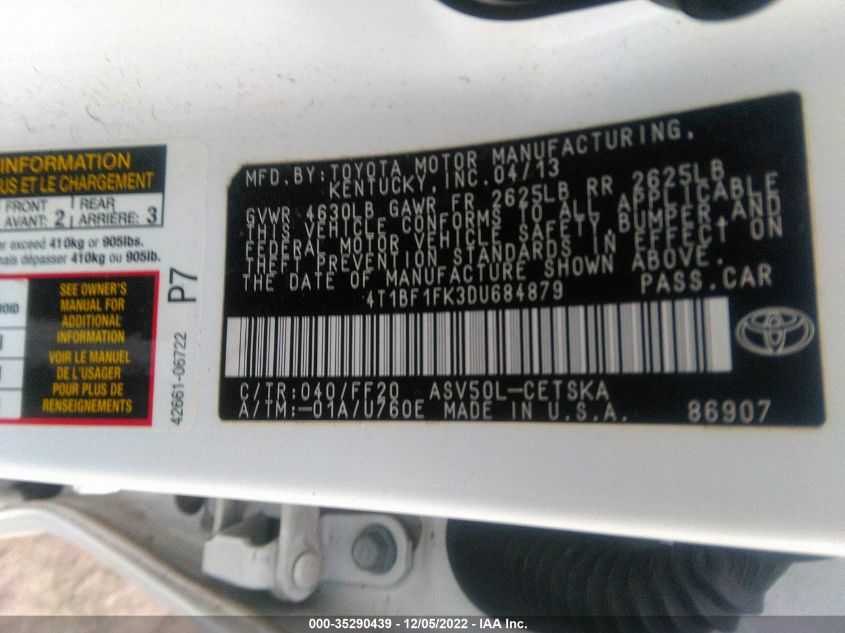 INFORMATION
US ET LE CHARGEMENT
FRONT
AVANT: 2
REAR
ARRIÈRE: 3
er exceed 410kg or 905lbs.
mais dépasser 410kg ou 905lb.
SEE OWNER'S
MANUAL FOR
ADDITIONAL
INFORMATION
VOIR LE MANUEL
DE L'USAGER
POUR PLUS DE
RENSEIGNEMENTS
P7
42661-06722
MFD.BY:TOYOTA MOTOR MANUFACTURING,
KENTUCKY, INC. 04/13
GVWR 4630LB GAWR FR 2625LB RR 2625LB
THIS VEHICLE CONFORMS TO ALL APPLICABLE
FEDERAL MOTOR VEHICLE SAFETY, BUMPER, AND
THEFT PREVENTION STANDARDS IN EFFECT ON
THE DATE OF MANUFACTURE SHOWN ABOVE.
4T1BF1FK3DU684879 PASS.CAR
C/TR:040/FF20 ASV50L-CETSKA
A/TM:-01A/U760E MADE IN U.S.A. 86907
000-35290439 - 12/05/2022 - IAA Inc.